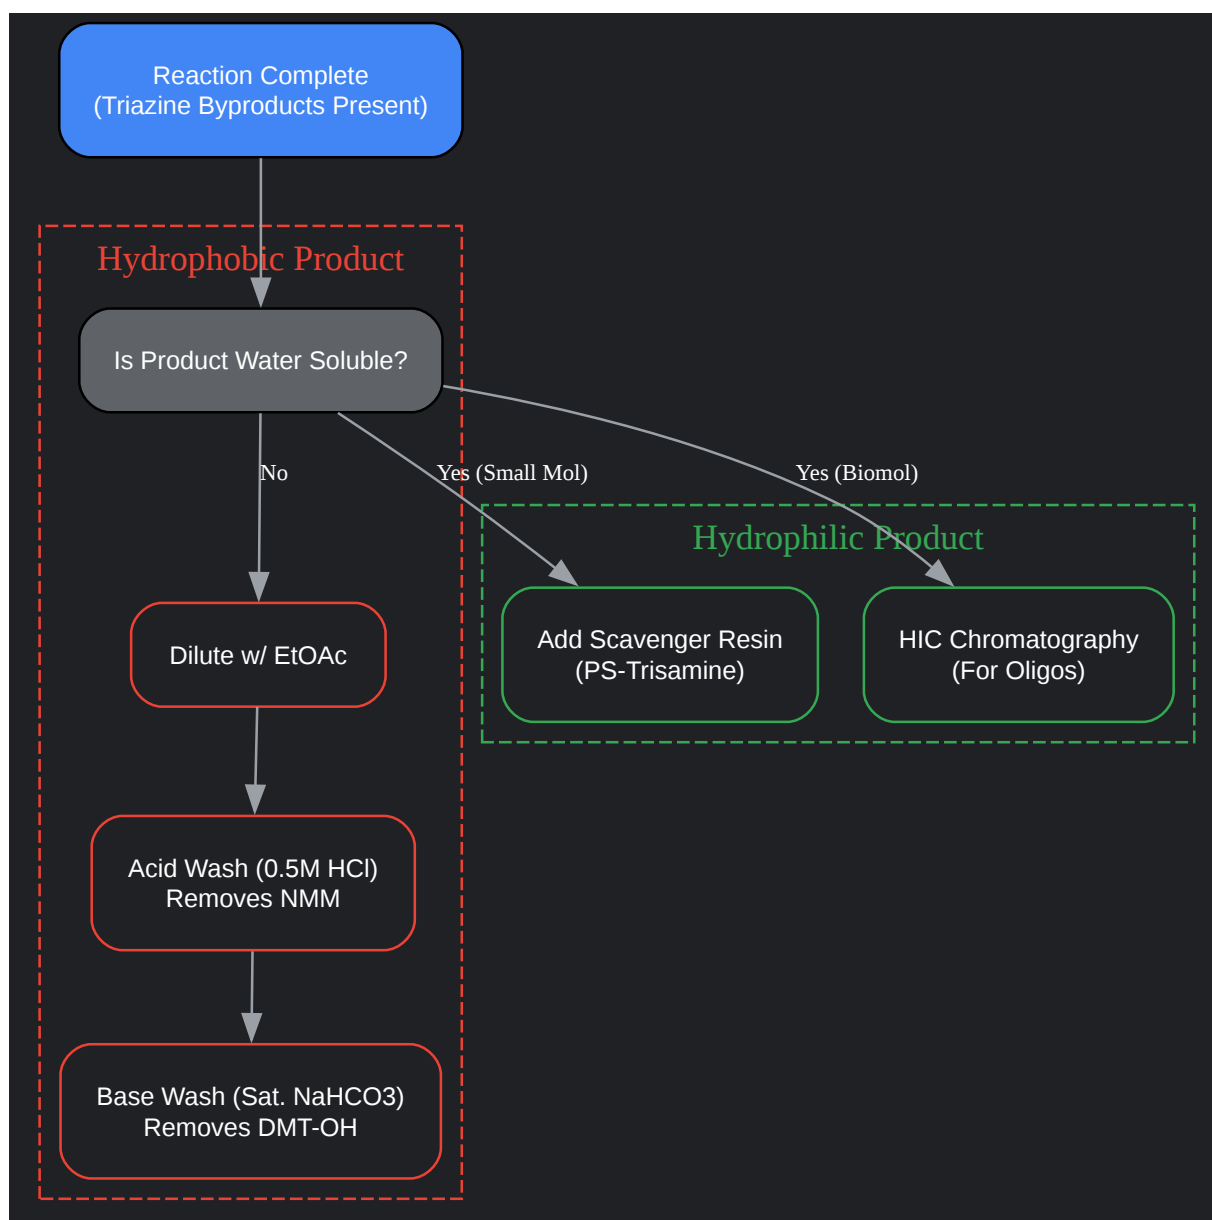 Reaction Complete
(Triazine Byproducts Present)
Hydrophobic Product
Is Product Water Soluble?
No
Yes (Small Mol)
Yes (Biomol)
Hydrophilic Product
Add Scavenger Resin
(PS-Trisamine)
HIC Chromatography
(For Oligos)
Dilute w/ EtOAc
Acid Wash (0.5M HCl)
Removes NMM
Base Wash (Sat. NaHCO3)
Removes DMT-OH